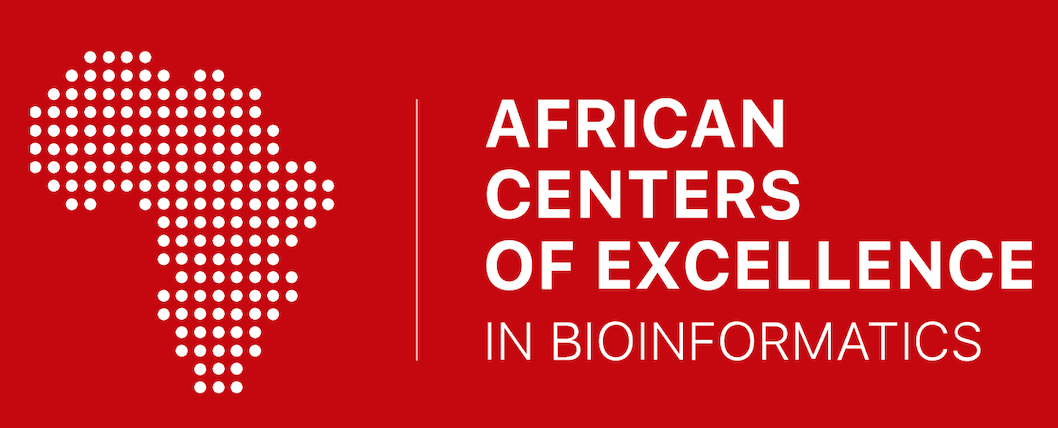 AFRICAN
CENTERS
OF EXCELLENCE
IN BIOINFORMATICS